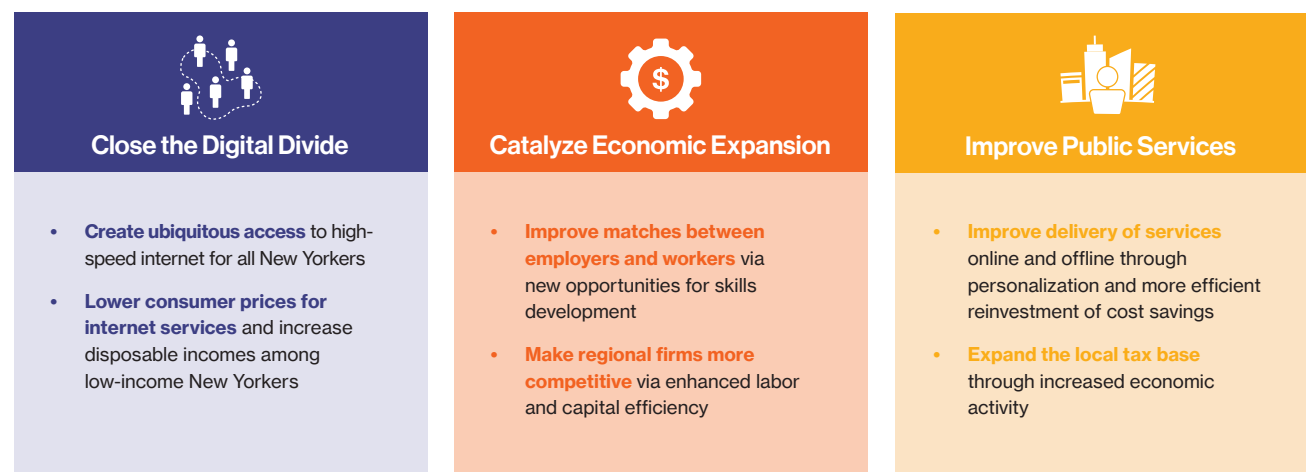 $
Close the Digital Divide
• Create ubiquitous access to high-
speed internet for all New Yorkers
• Lower consumer prices for
internet services and increase
disposable incomes among
low-income New Yorkers
Catalyze Economic Expansion
• Improve matches between
employers and workers via
new opportunities for skills
development
• Make regional firms more
competitive via enhanced labor
and capital efficiency
Improve Public Services
• Improve delivery of services
online and offline through
personalization and more efficient
reinvestment of cost savings
• Expand the local tax base
through increased economic
activity